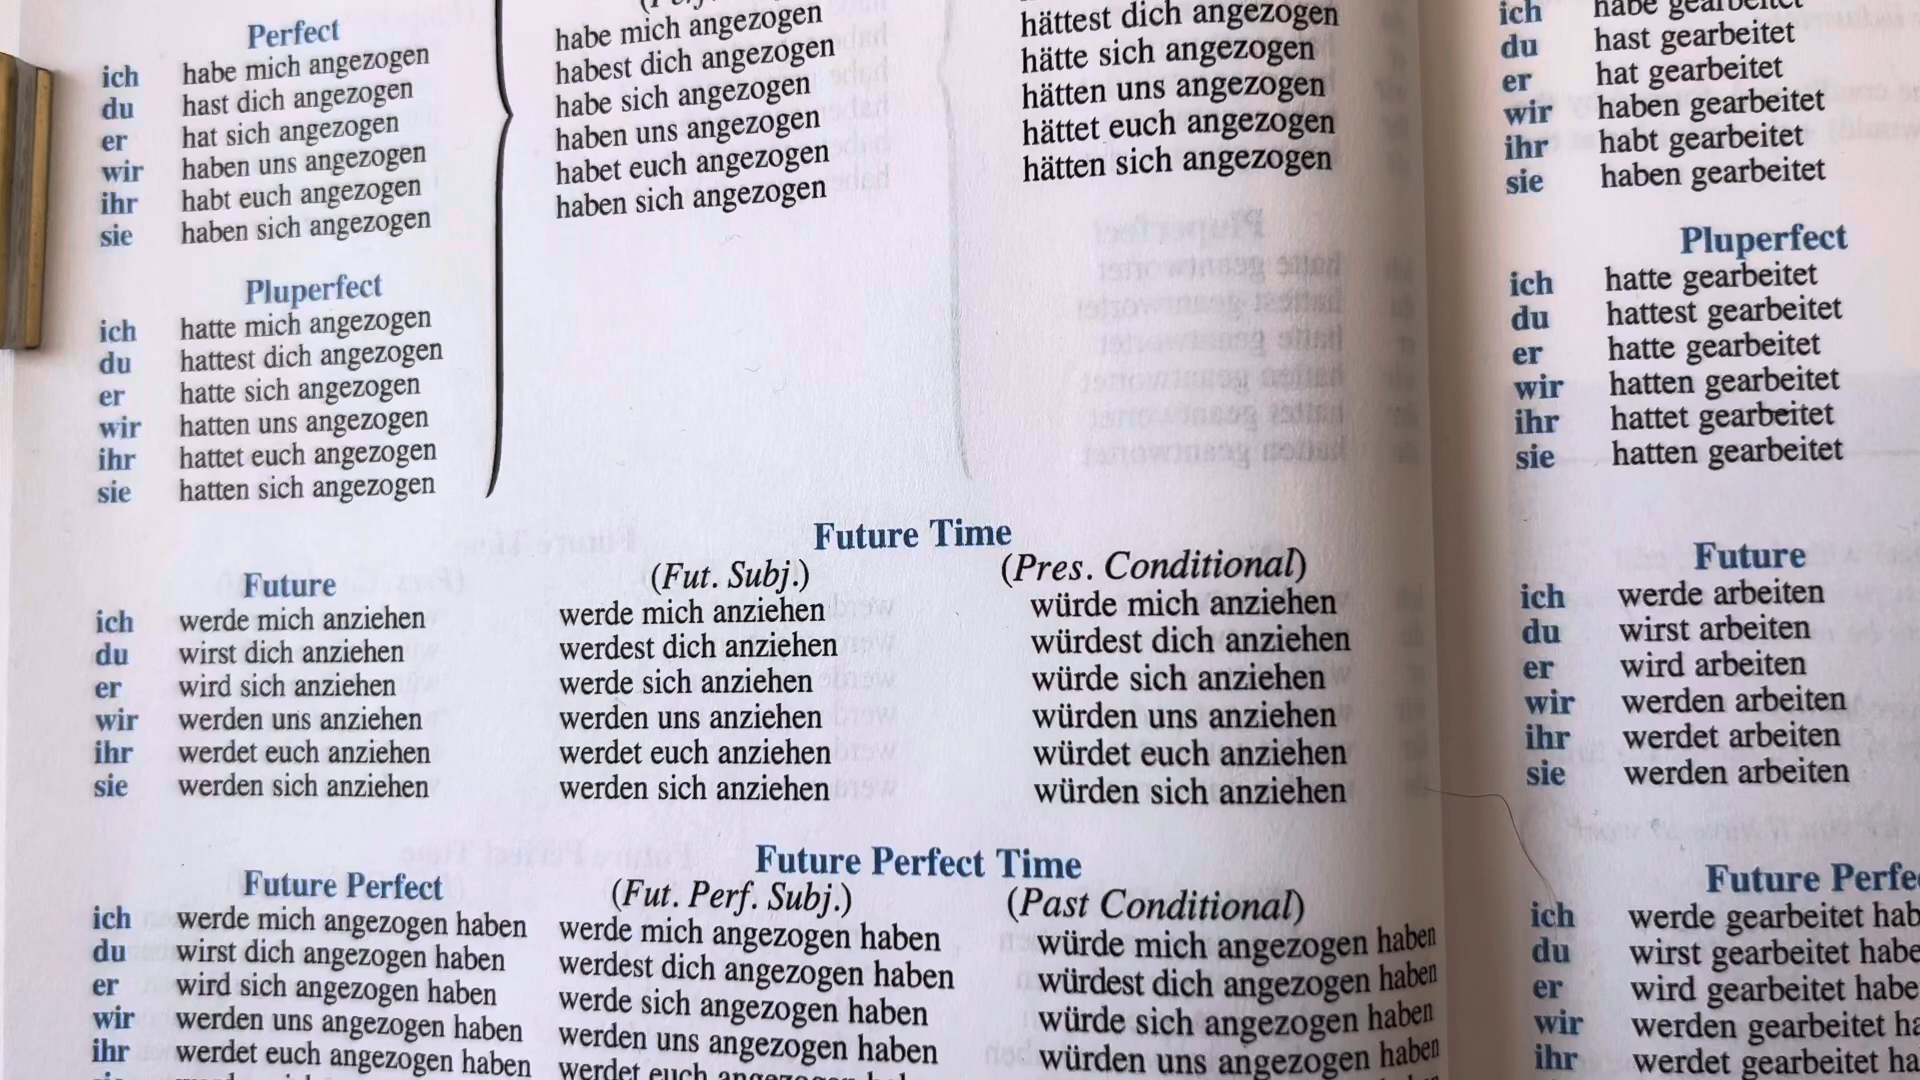 Perfect
ich habe mich angezogen
du hast dich angezogen
er hat sich angezogen
wir haben uns angezogen
ihr habt euch angezogen
sie haben sich angezogen
habe mich angezogen
habest dich angezogen
habe sich angezogen
haben uns angezogen
habet euch angezogen
haben sich angezogen
hättest dich angezogen
hätte sich angezogen
hätten uns angezogen
hättet euch angezogen
hätten sich angezogen
Pluperfect
ich hatte mich angezogen
du hattest dich angezogen
er hatte sich angezogen
wir hatten uns angezogen
ihr hattet euch angezogen
sie hatten sich angezogen
Future Time
Future
ich werde mich anziehen
du wirst dich anziehen
er wird sich anziehen
wir werden uns anziehen
ihr werdet euch anziehen
sie werden sich anziehen
(Fut. Subj.)
werde mich anziehen
werdest dich anziehen
werde sich anziehen
werden uns anziehen
werdet euch anziehen
werden sich anziehen
(Pres. Conditional)
würde mich anziehen
würdest dich anziehen
würde sich anziehen
würden uns anziehen
würdet euch anziehen
würden sich anziehen
Future Perfect Time
Future Perfect
ich werde mich angezogen haben
du wirst dich angezogen haben
er wird sich angezogen haben
wir werden uns angezogen haben
ihr werdet euch angezogen haben
(Fut. Perf. Subj.)
werde mich angezogen haben
werdest dich angezogen haben
werde sich angezogen haben
werden uns angezogen haben
werdet euch
(Past Conditional)
würde mich angezogen haben
würdest dich angezogen haben
würde sich angezogen haben
würden uns angezogen haben
ich habe gearbeitet
du hast gearbeitet
er hat gearbeitet
wir haben gearbeitet
ihr habt gearbeitet
sie haben gearbeitet
Pluperfect
ich hatte gearbeitet
du hattest gearbeitet
er hatte gearbeitet
wir hatten gearbeitet
ihr hattet gearbeitet
sie hatten gearbeitet
Future
ich werde arbeiten
du wirst arbeiten
er wird arbeiten
wir werden arbeiten
ihr werdet arbeiten
sie werden arbeiten
Future Perfe
ich werde gearbeitet hab
du wirst gearbeitet habe
er wird gearbeitet habe
wir werden gearbeitet ha
ihr werdet gearbeitet ha